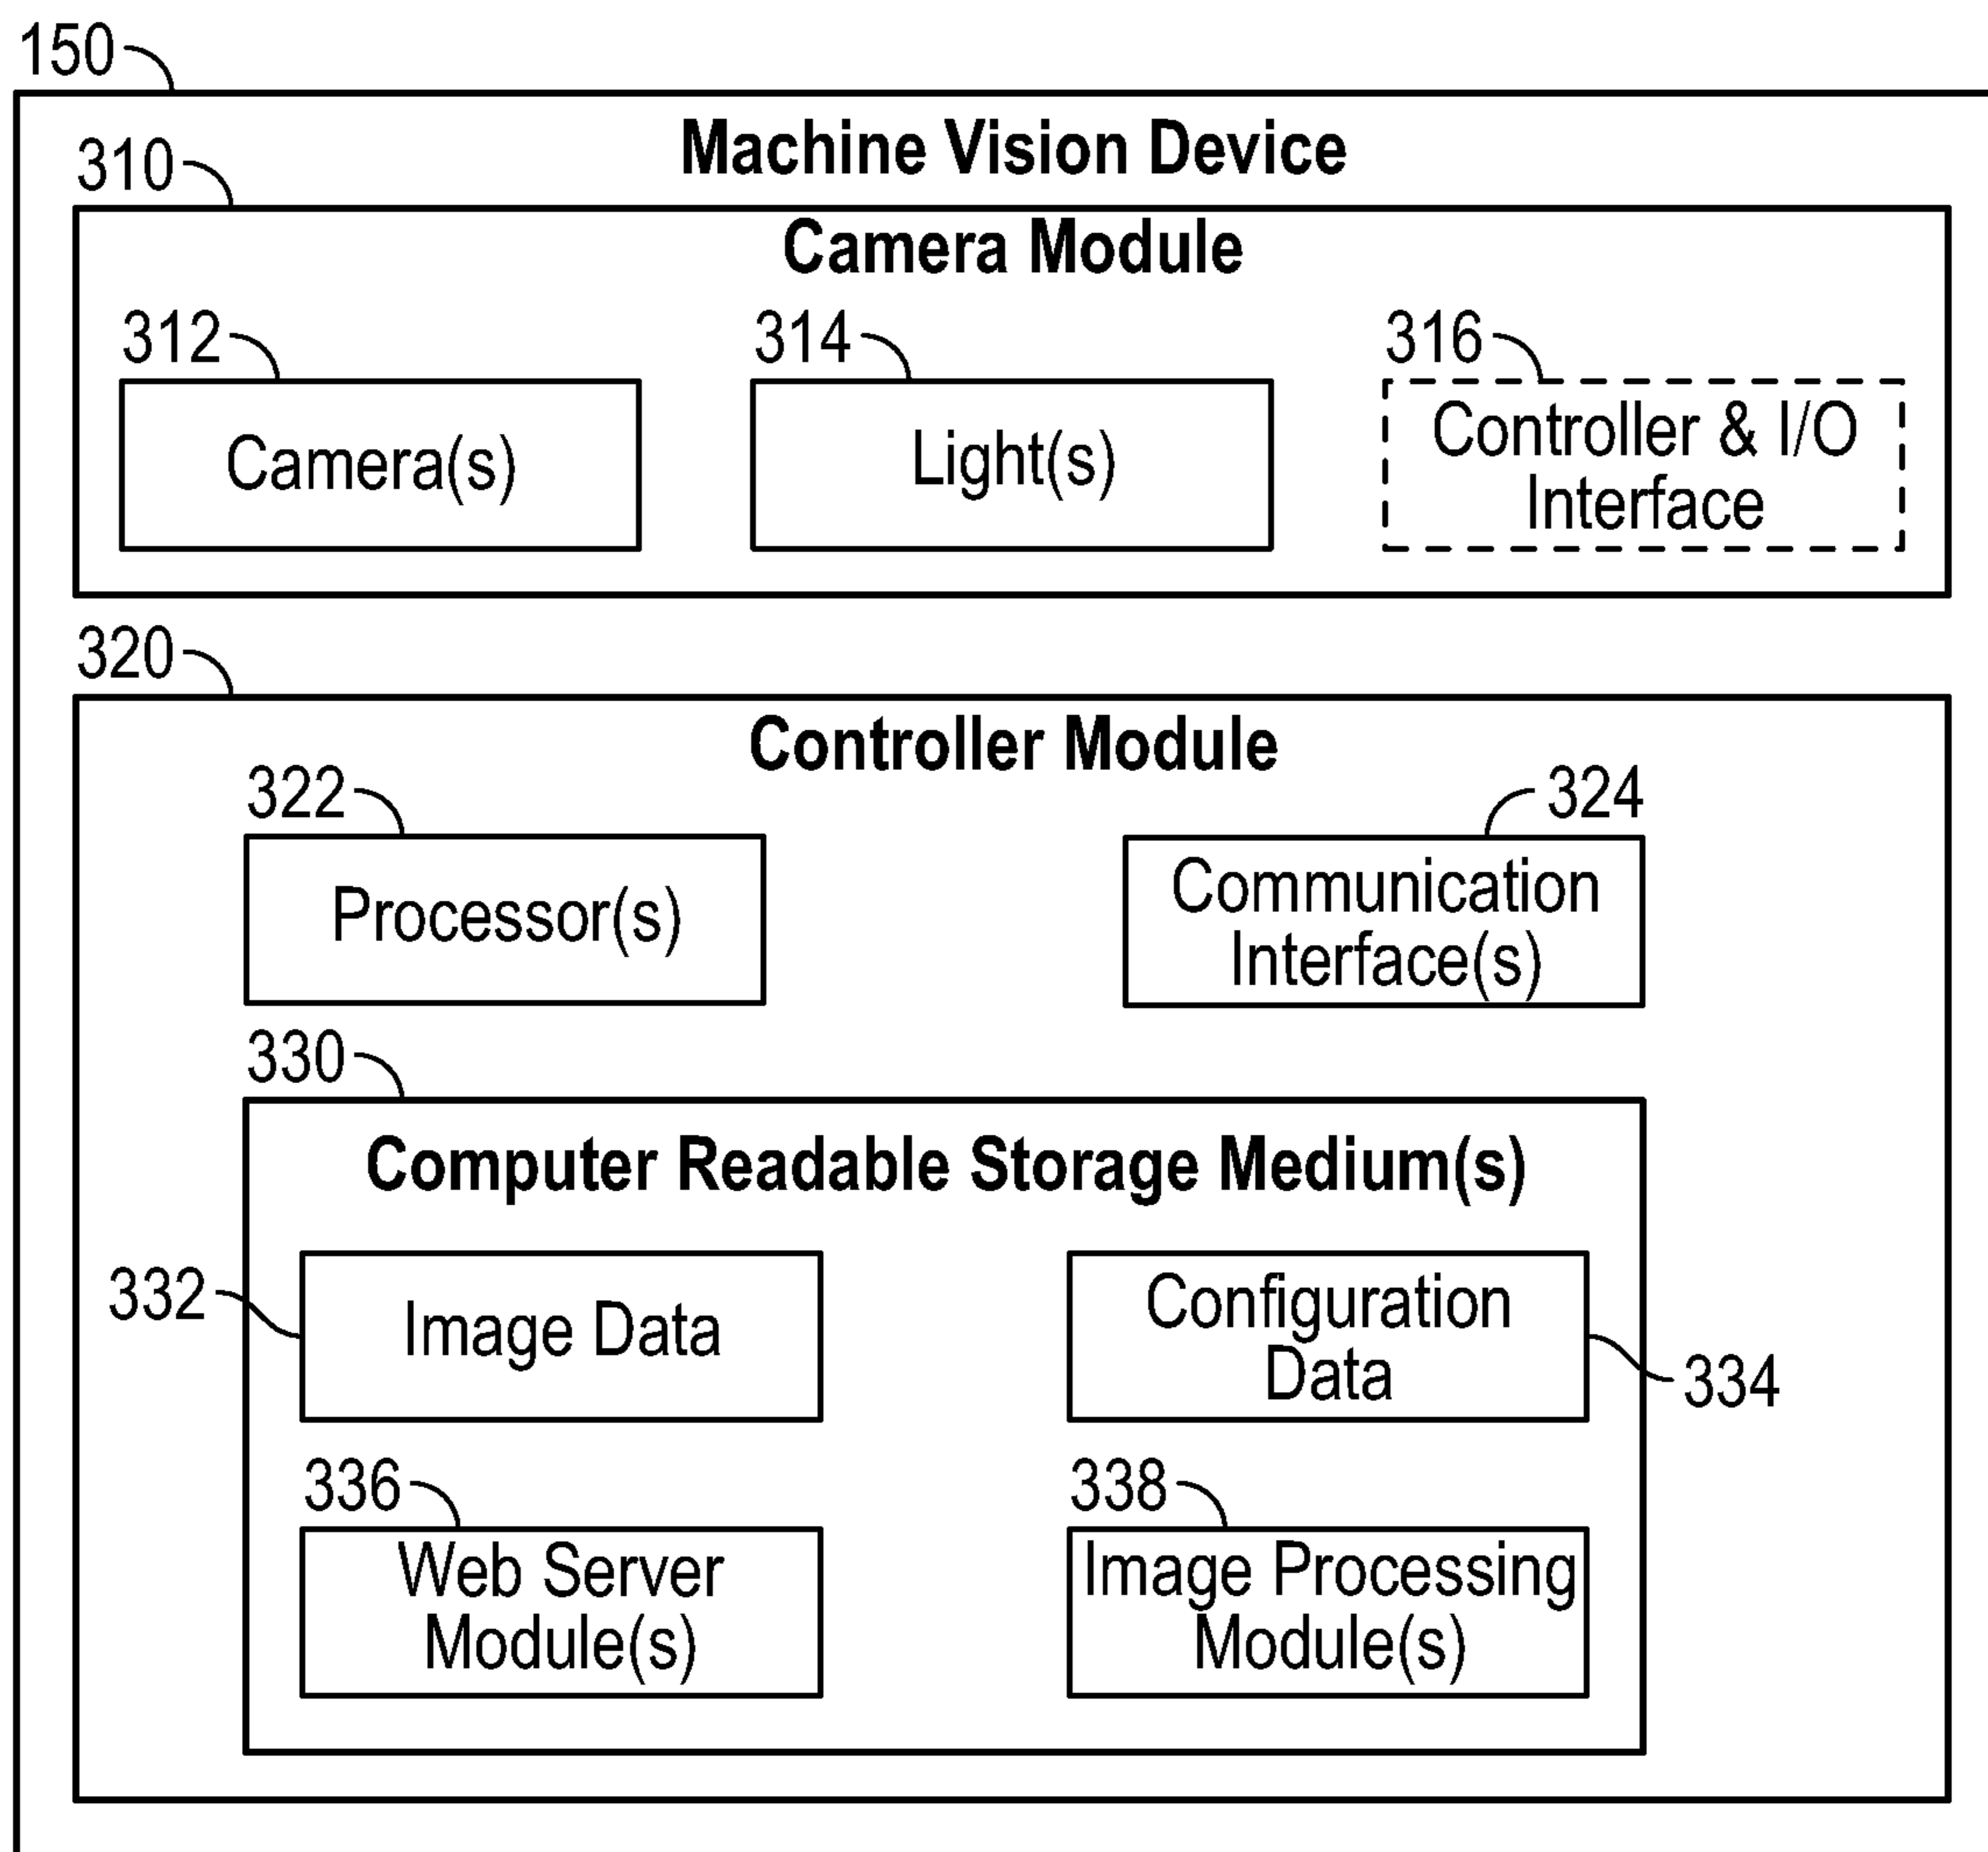 150
Machine Vision Device
310
Camera Module
312
314
316
Camera(s)
Light(s)
Controller & I/O
Interface
320
Controller Module
322
324
Processor(s)
Communication
Interface(s)
330
Computer Readable Storage Medium(s)
332
Image Data
Configuration
Data
334
336
338
Web Server
Module(s)
Image Processing
Module(s)